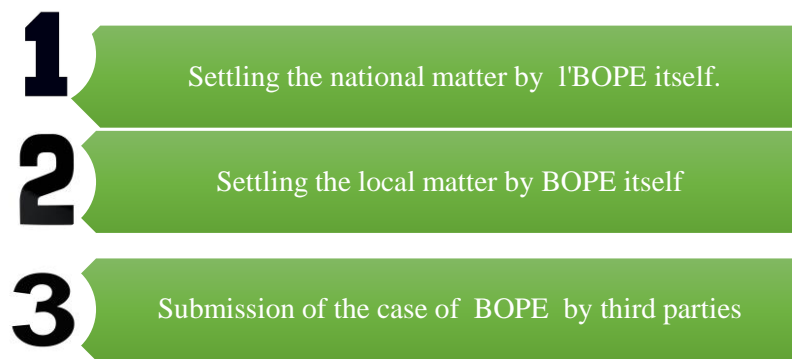 1
Settling the national matter by l'BOPE itself.
2
Settling the local matter by BOPE itself
3
Submission of the case of BOPE by third parties